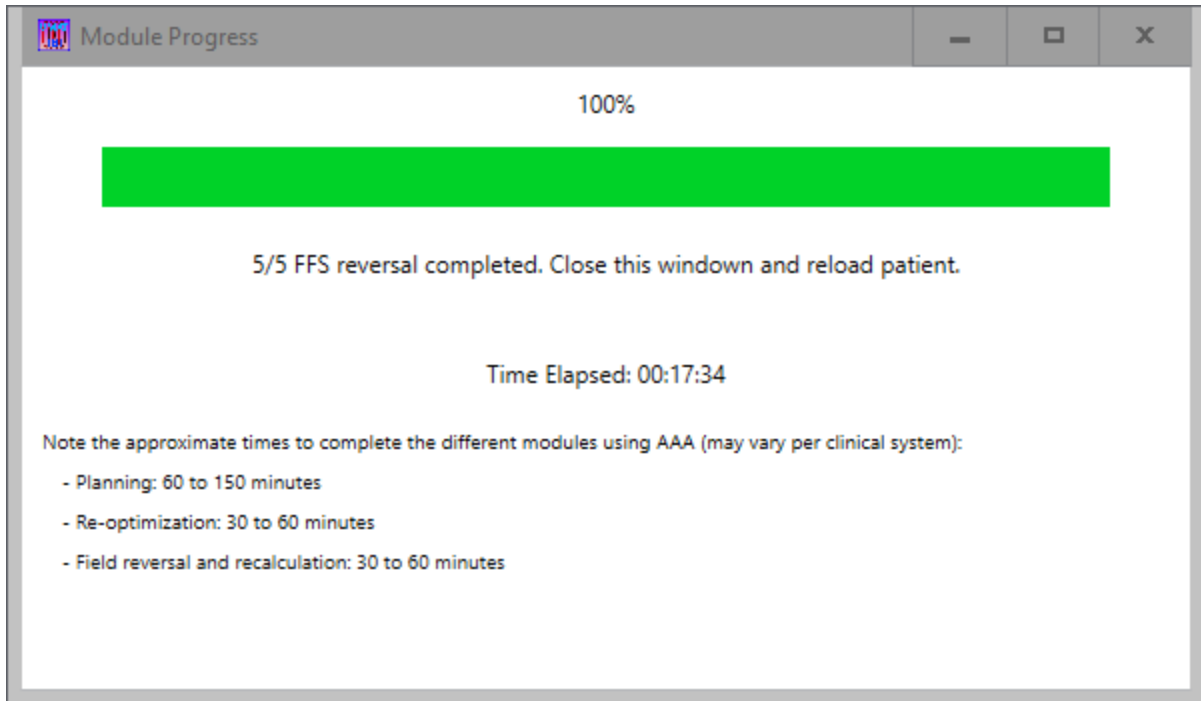 Module Progress
100%
5/5 FFS reversal completed. Close this windown and reload patient.
Time Elapsed: 00:17:34
Note the approximate times to complete the different modules using AAA (may vary per clinical system):
- Planning: 60 to 150 minutes
- Re-optimization: 30 to 60 minutes
- Field reversal and recalculation: 30 to 60 minutes